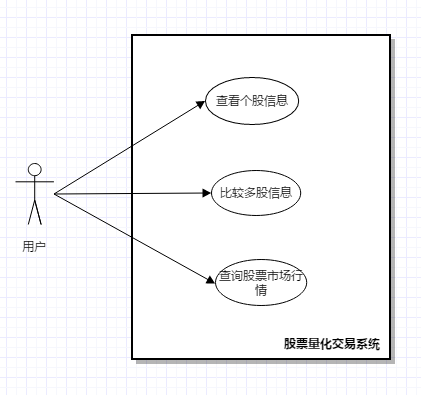 查看个股信息
比较多股信息
用户
查询股票市场行
情
股票量化交易系统